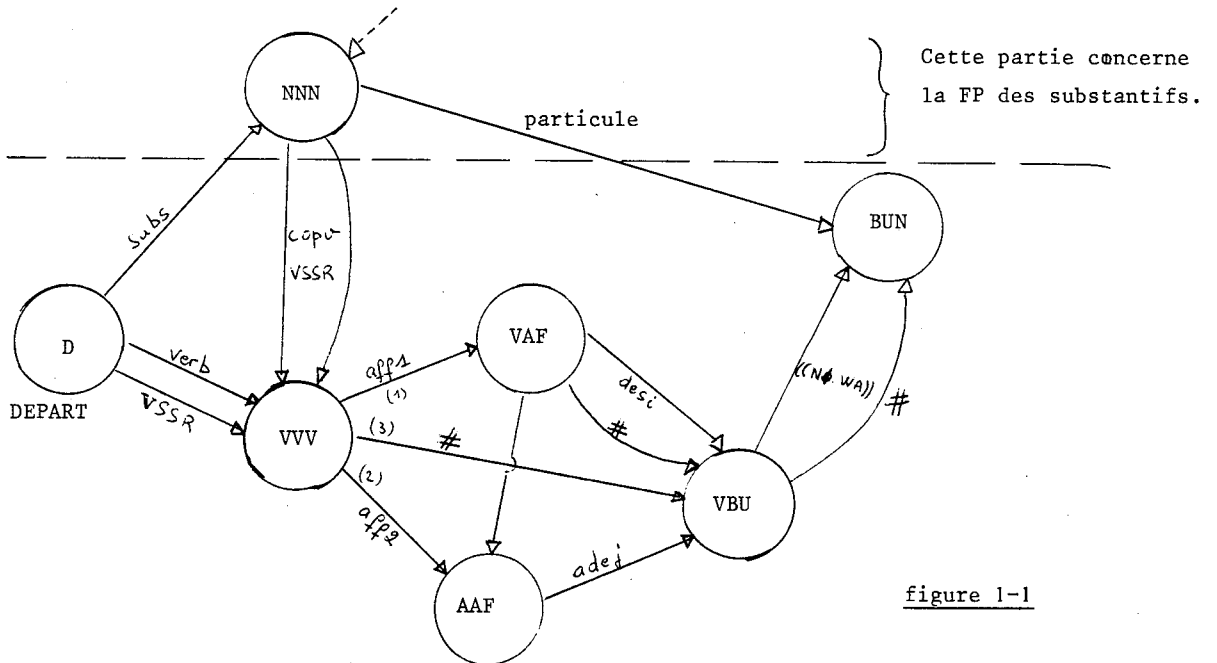 Cette partie concerne
la FP des substantifs.
NNN
particule
subs
copu
VSSR
BUN
D
DEPART
verb
VSSR
VVV
aff1
(1)
(3)
#
(2)
aff2
VAF
desi
#
((NØ.WA))
#
VBU
AAF
adej
figure 1-1